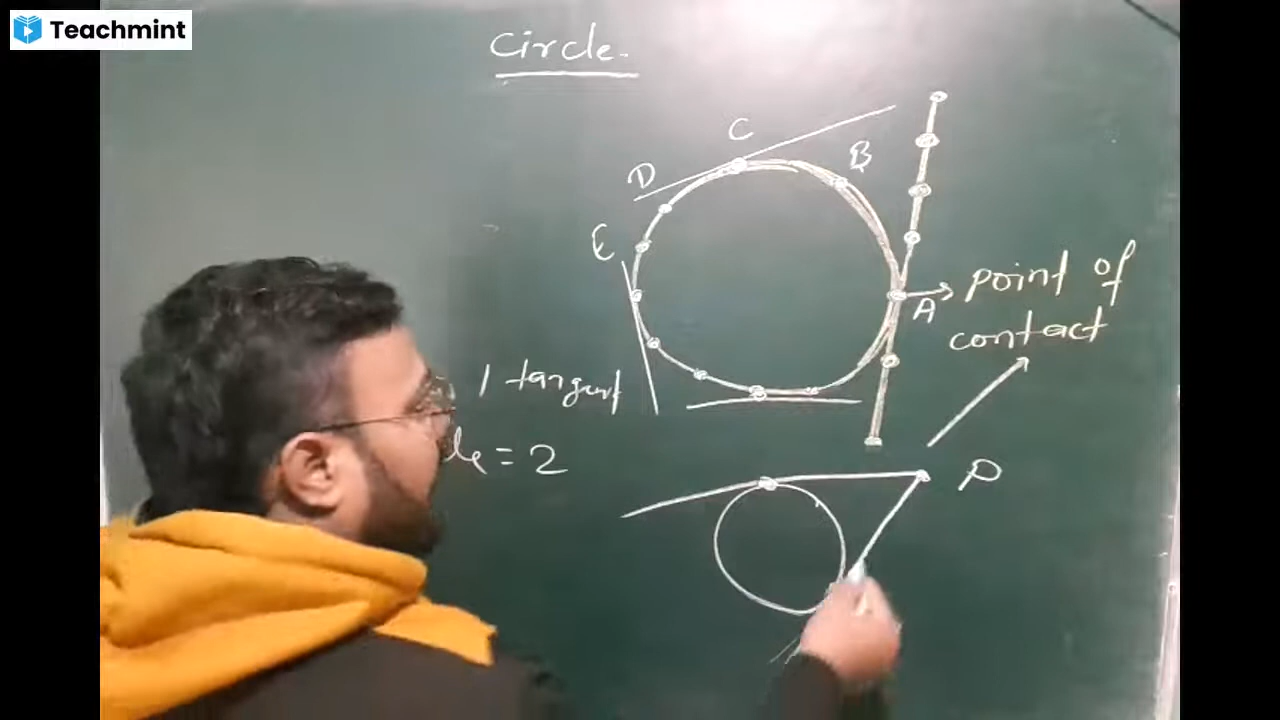 Teachmint
Circle.
C
B
D
E
A
point of
contact
1 tangent
= 2
P